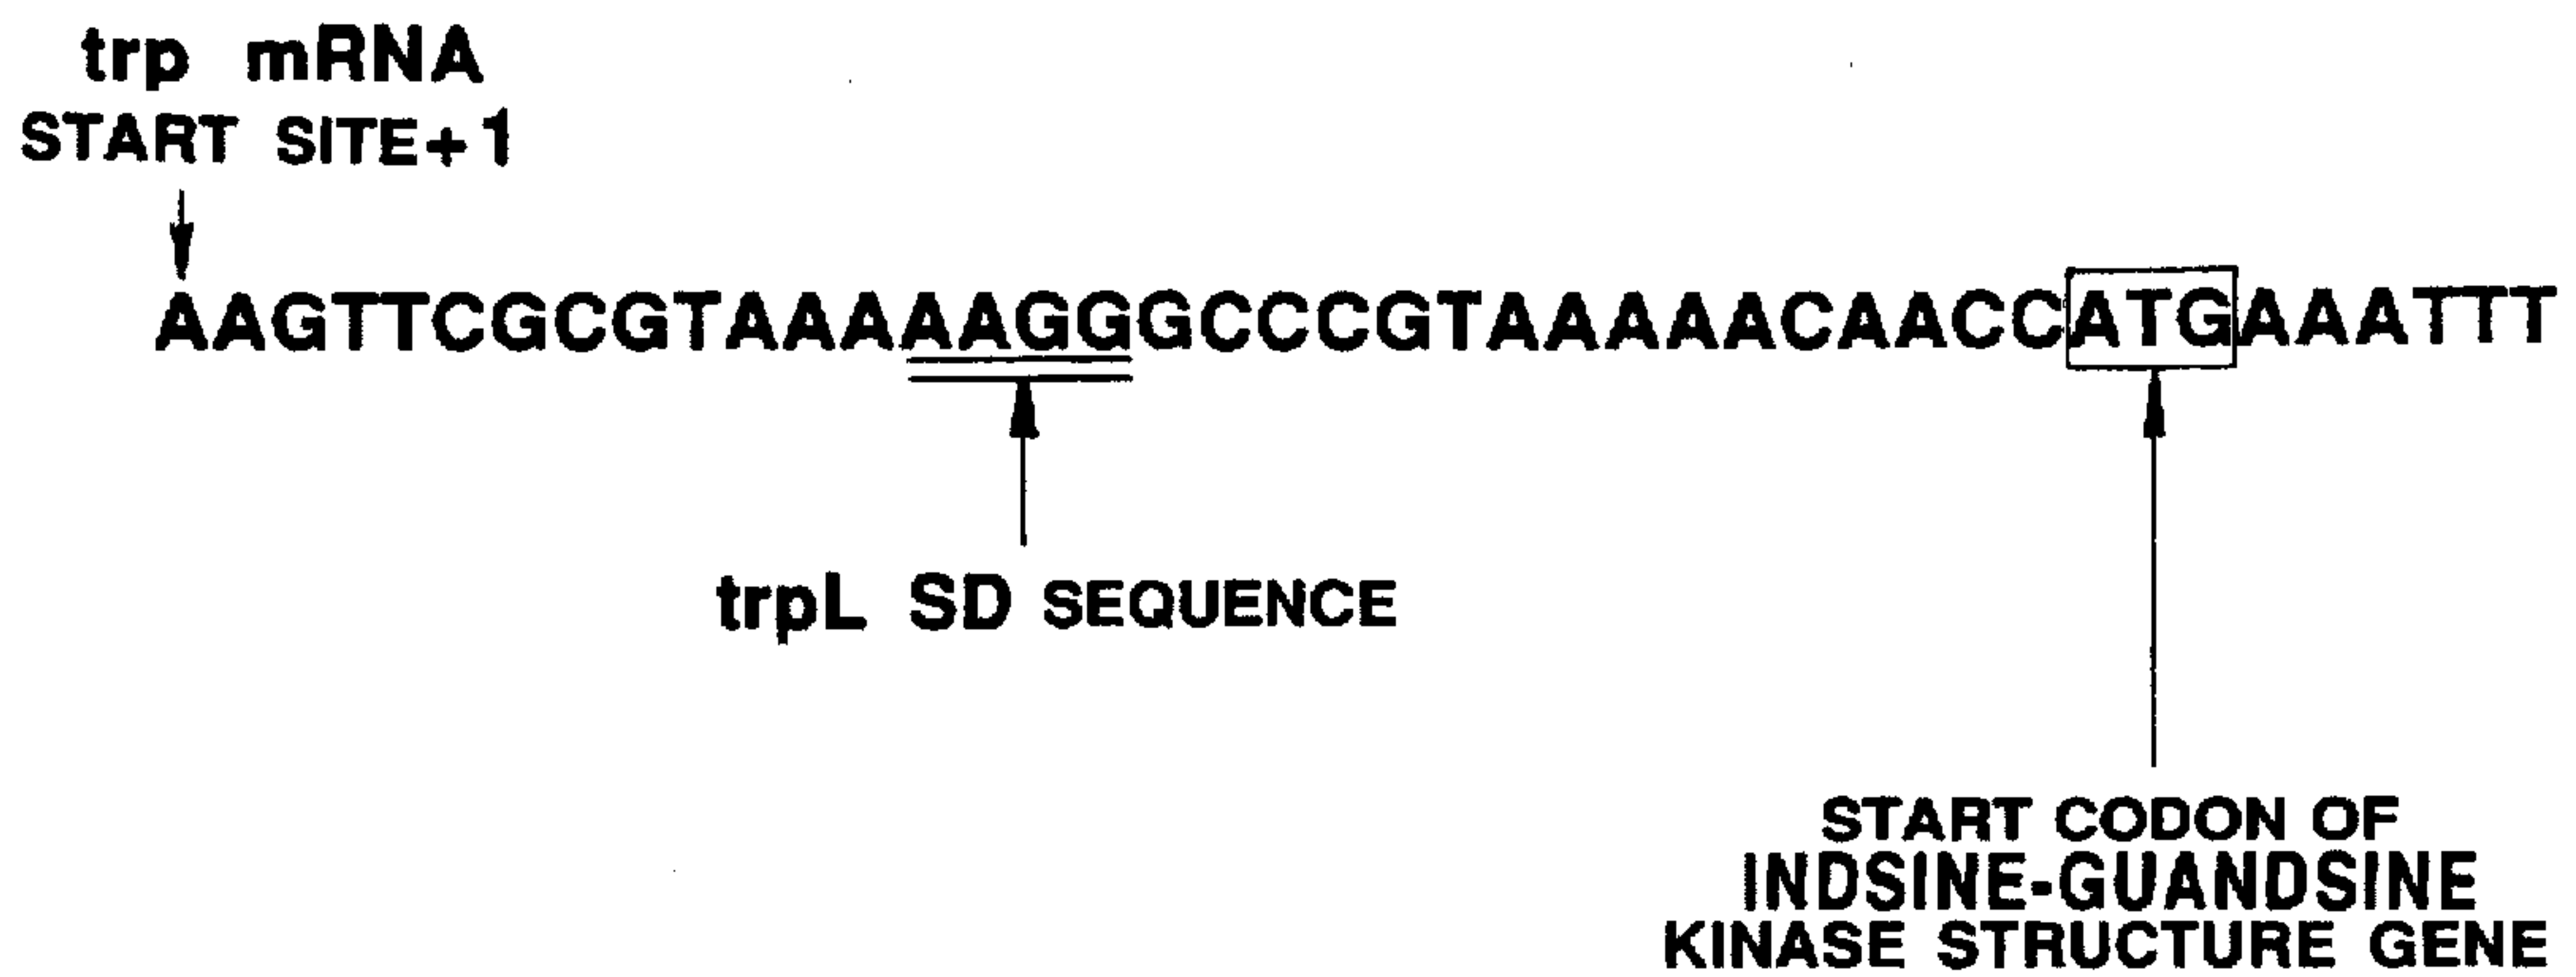 trp mRNA
START SITE+1
AAGTTCGCGTAAAAAGGGCCCGTAAAAACAACCATGAAATTT
trpL SD SEQUENCE
START CODON OF
INDSINE-GUANDSINE
KINASE STRUCTURE GENE